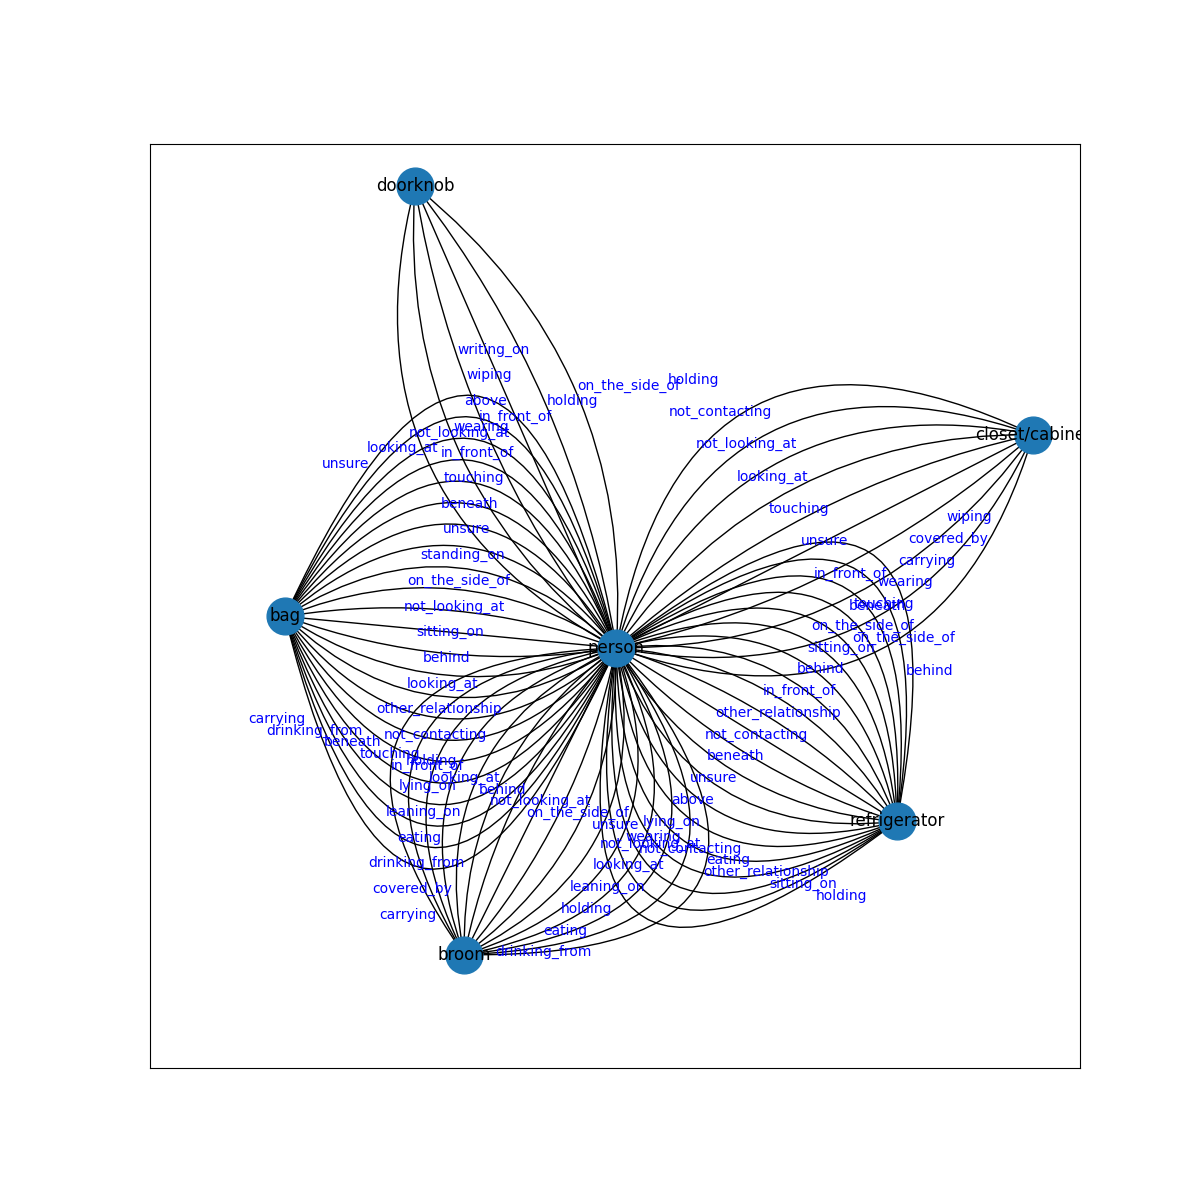 doorknob
writing_on
wiping
on_the_side_of
holding
above
holding
not_contacting
in_front_of
wearing
not_looking_at
closet/cabine
not_looking_at
looking_at
in_front_of
unsure
touching
looking_at
beneath
touching
wiping
unsure
covered_by
unsure
standing_on
carrying
in_front_of
on_the_side_of
wearing
not_looking_at
touching
beneath
bag
on_the_side_of
sitting_on
on_the_side_of
person
sitting_on
behind
behind
behind
looking_at
in_front_of
other_relationship
other_relationship
carrying
drinking_from
not_contacting
not_contacting
beneath
touching
holding
beneath
in_front_of
looking_at
unsure
lying_on
behind
not_looking_at
above
leaning_on
on_the_side_of
refrigerator
lying_on
unsure
eating
wearing
not_looking_at
not_contacting
drinking_from
looking_at
eating
other_relationship
sitting_on
covered_by
leaning_on
holding
carrying
holding
eating
broom
drinking_from